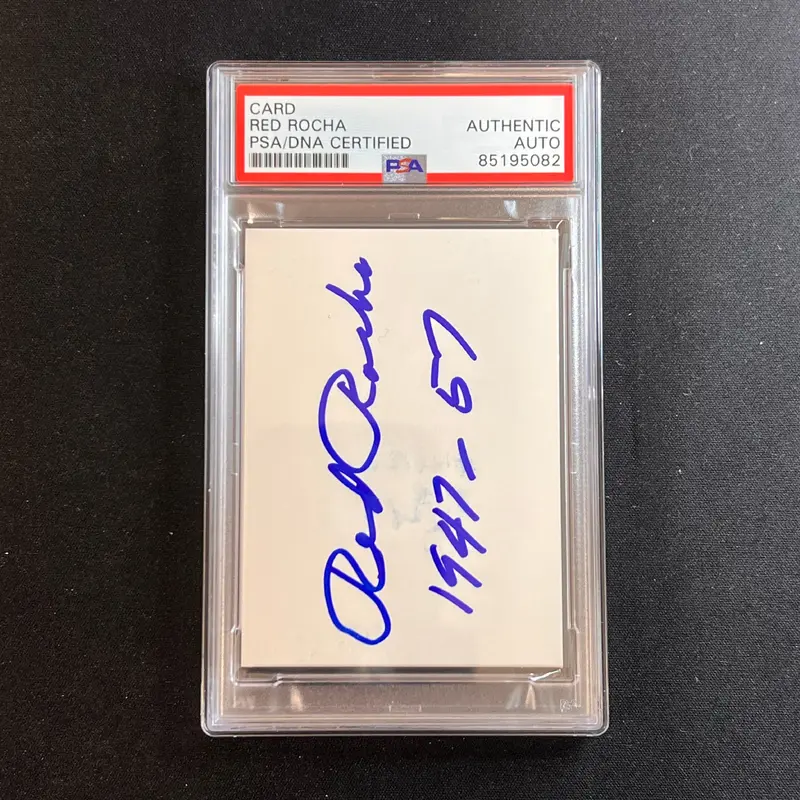 CARD
RED ROCHA
PSA/DNA CERTIFIED
AUTHENTIC
AUTO
85195082
PSA
Red Rocha
1947-57